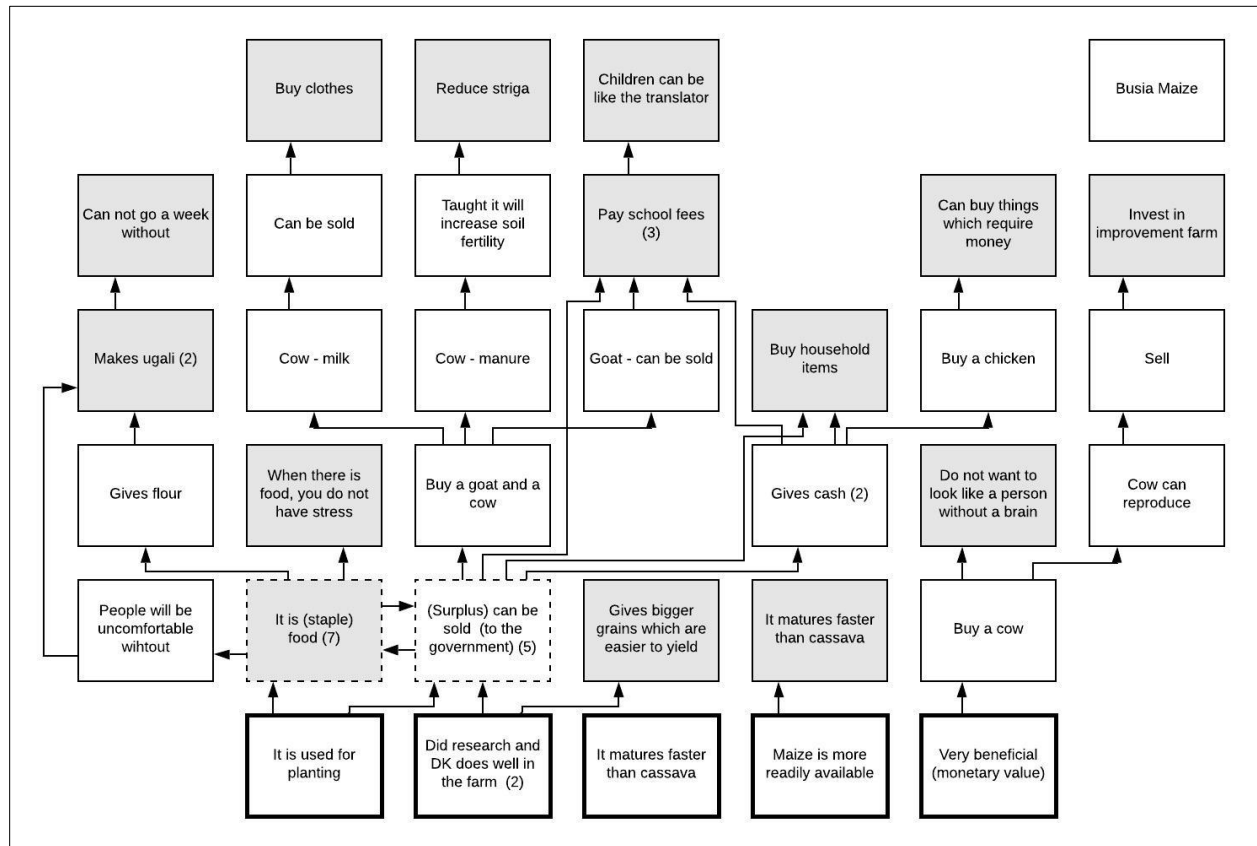 Buy clothes
Reduce striga
Children can be
like the translator
Busia Maize
Can not go a week
without
Can be sold
Taught it will
increase soil
fertility
Pay school fees
(3)
Can buy things
which require
money
Invest in
improvement farm
Makes ugali (2)
Cow - milk
Cow - manure
Goat - can be sold
Buy household
items
Buy a chicken
Sell
Gives flour
When there is
food, you do not
have stress
Buy a goat and a
cow
Gives cash (2)
Do not want to
look like a person
without a brain
Cow can
reproduce
People will be
uncomfortable
wihtout
It is (staple)
food (7)
(Surplus) can be
sold (to the
government) (5)
Gives bigger
grains which are
easier to yield
It matures faster
than cassava
Buy a cow
It is used for
planting
Did research and
DK does well in
the farm (2)
It matures faster
than cassava
Maize is more
readily available
Very beneficial
(monetary value)